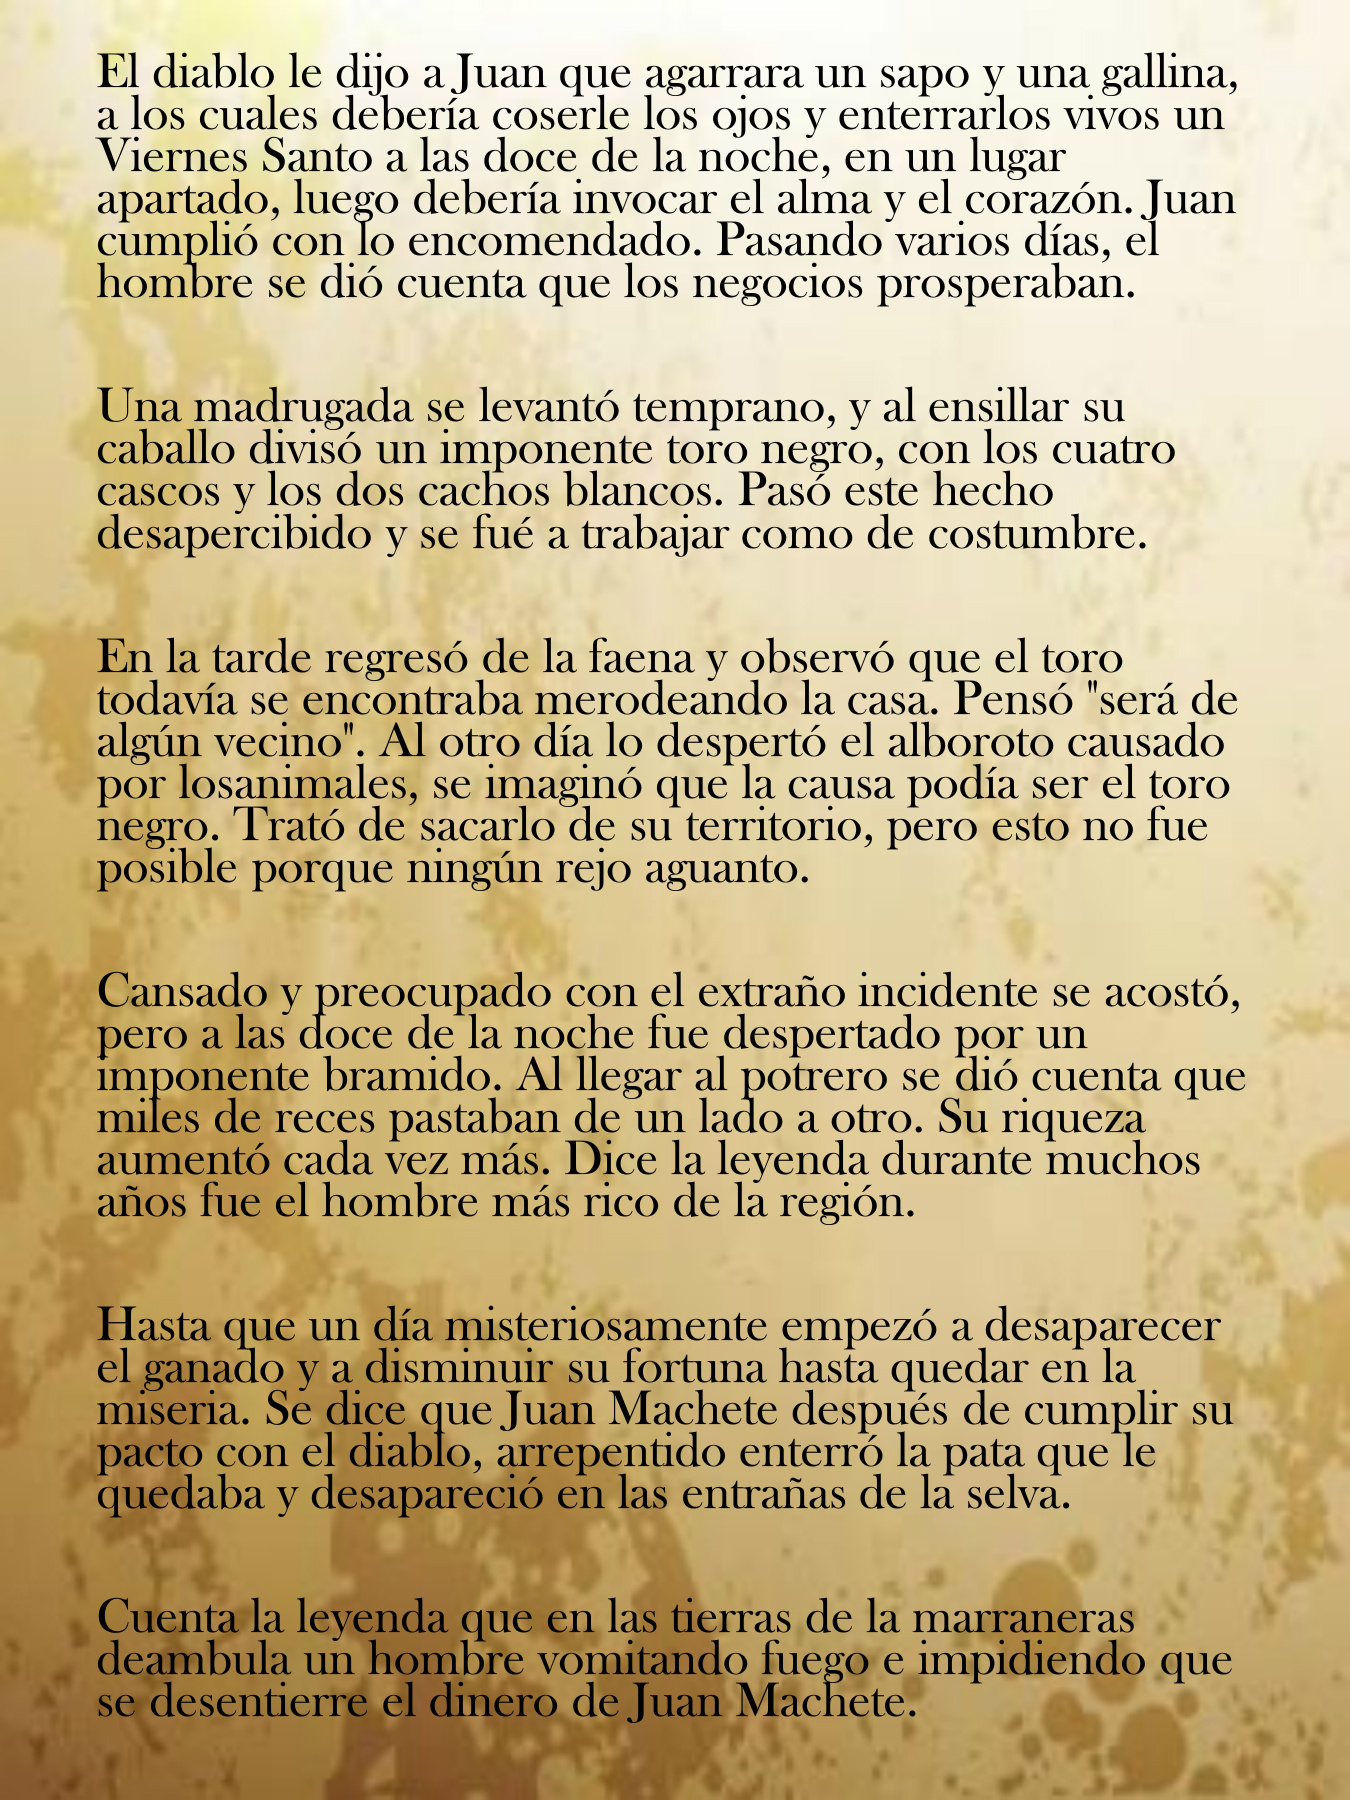 El diablo le dijo a Juan que agarrara un sapo y una gallina,
a los cuales debería coserle los ojos y enterrarlos vivos un
Viernes Santo a las doce de la noche, en un lugar
apartado, luego debería invocar el alma y el corazón. Juan
cumplió con lo encomendado. Pasando varios días, el
hombre se dió cuenta que los negocios prosperaban.
Una madrugada se levantó temprano, y al ensillar su
caballo divisó un imponente toro negro, con los cuatro
cascos y los dos cachos blancos. Pasó este hecho
desapercibido y se fué a trabajar como de costumbre.
En la tarde regresó de la faena y observó que el toro
todavía se encontraba merodeando la casa. Pensó "será de
algún vecino". Al otro día lo despertó el alboroto causado
por losanimales, se imaginó que la causa podía ser el toro
negro. Trató de sacarlo de su territorio, pero esto no fue
posible porque ningún rejo aguanto.
Cansado y preocupado con el extraño incidente se acostó,
pero a las doce de la noche fue despertado por un
imponente bramido. Al llegar al potrero se dió cuenta que
miles de reces pastaban de un lado a otro. Su riqueza
aumentó cada vez más. Dice la leyenda durante muchos
años fue el hombre más rico de la región.
Hasta que un día misteriosamente empezó a desaparecer
el ganado y a disminuir su fortuna hasta quedar en la
miseria. Se dice que Juan Machete después de cumplir su
pacto con el diablo, arrepentido enterró la pata que le
quedaba y desapareció en las entrañas de la selva.
Cuenta la leyenda que en las tierras de la marraneras
deambula un hombre vomitando fuego e impidiendo que
se desentierre el dinero de Juan Machete.